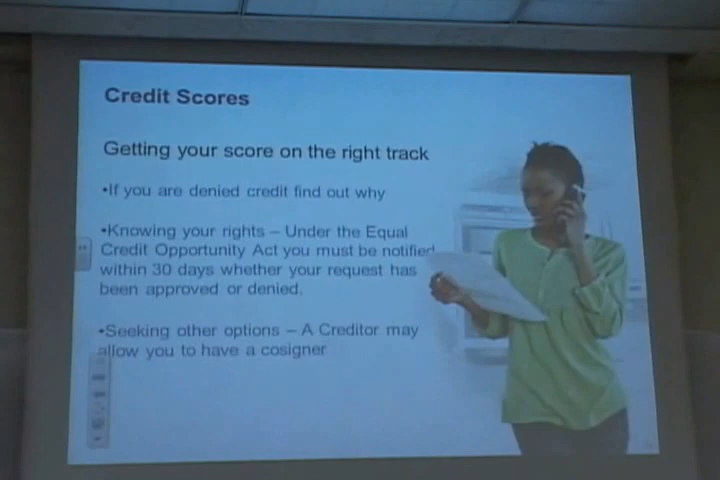 Credit Scores
Getting your score on the right track
•If you are denied credit find out why
•Knowing your rights – Under the Equal
Credit Opportunity Act you must be notified
within 30 days whether your request has
been approved or denied.
•Seeking other options – A Creditor may
allow you to have a cosigner